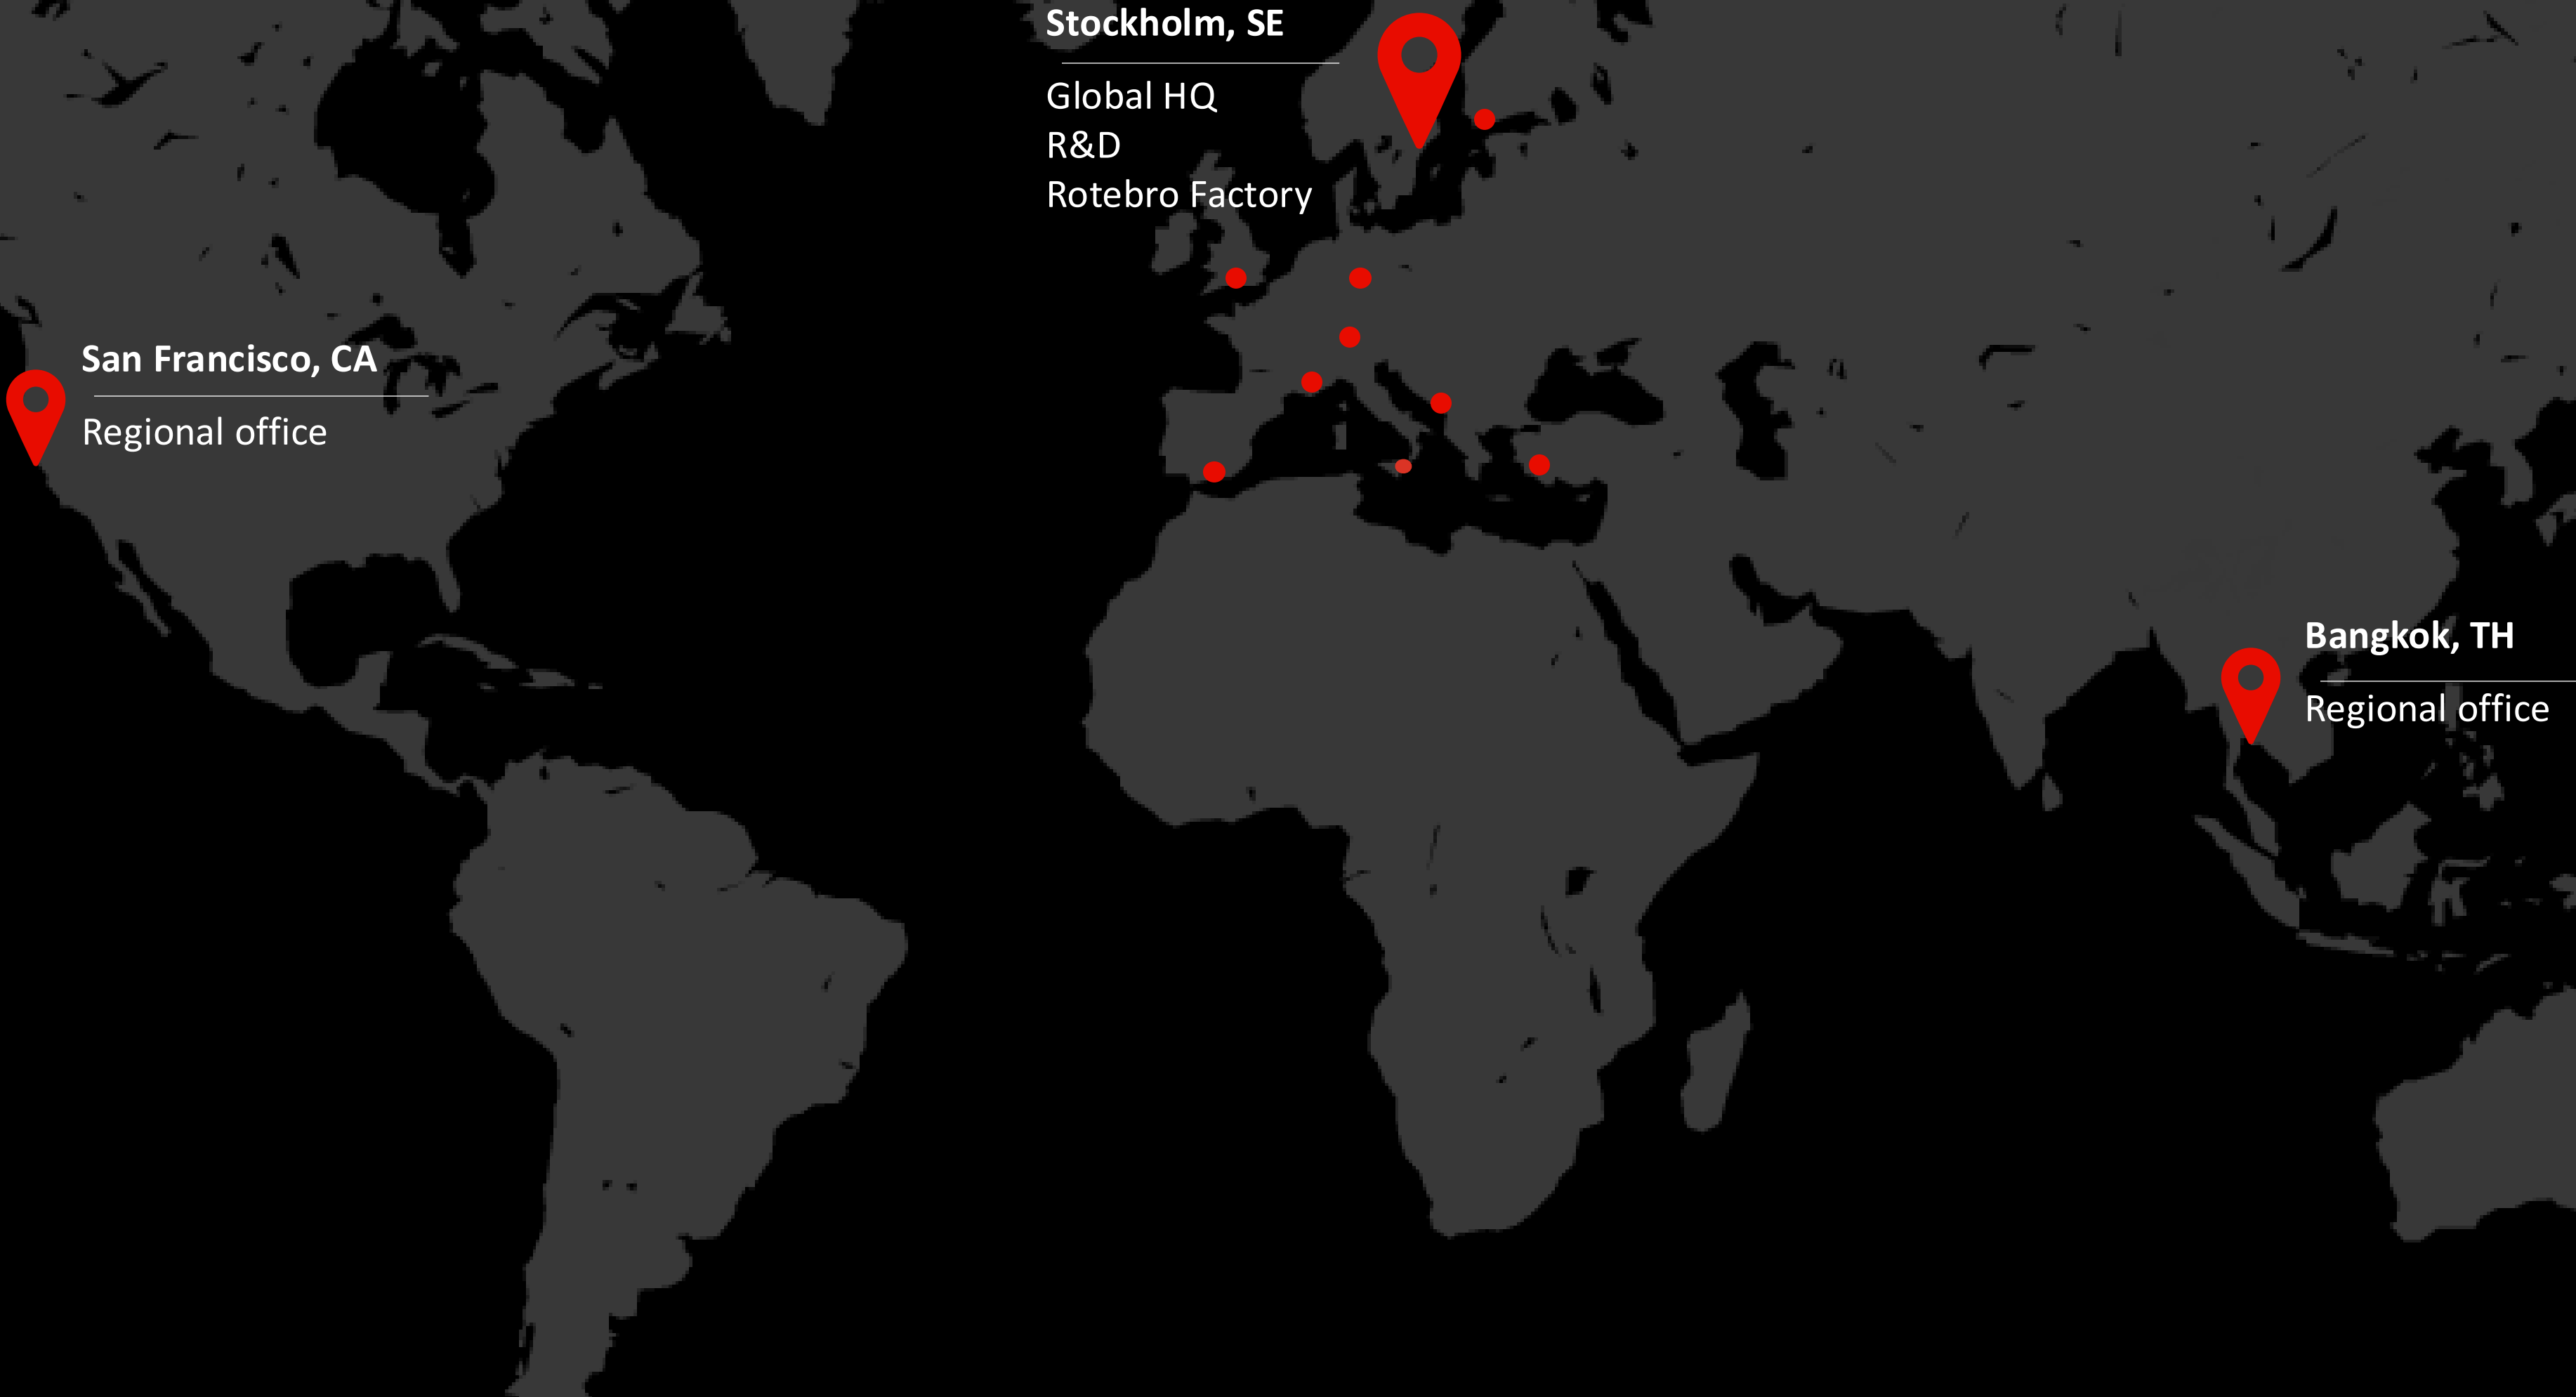 Stockholm, SE
Global HQ
R&D
Rotebro Factory
San Francisco, CA
Regional office
Bangkok, TH
Regional office